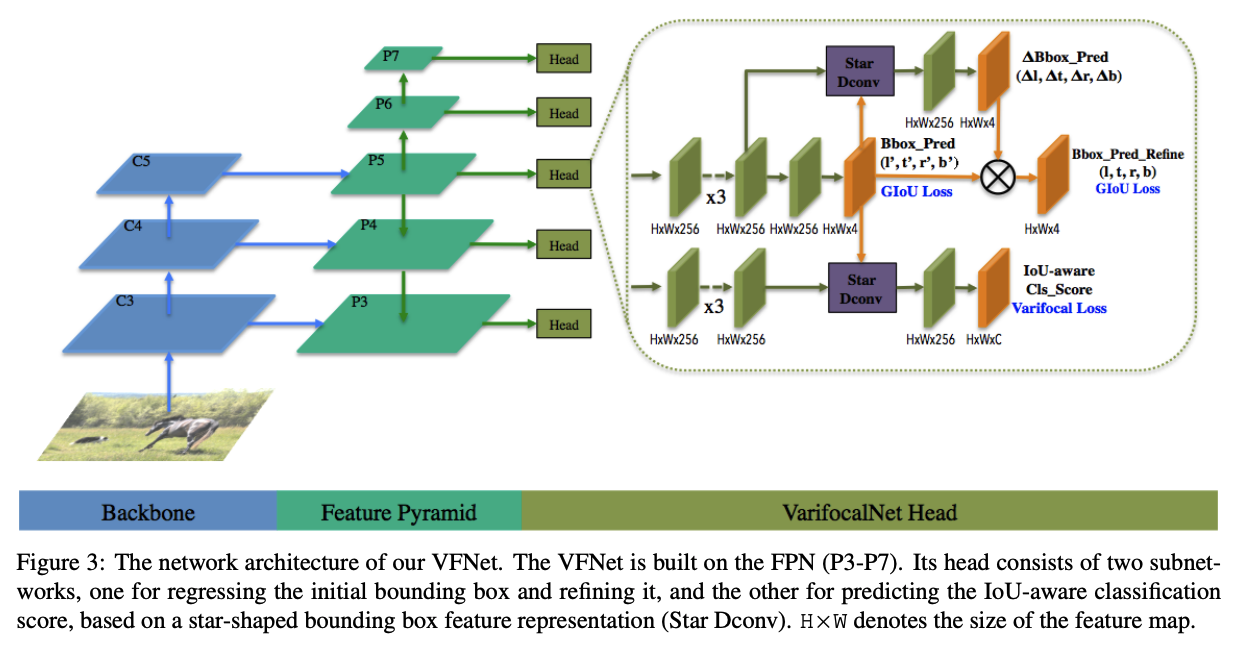 P7
Head
P6
Head
C5
P5
Head
C4
P4
Head
C3
P3
Head
Star
Dconv
ΔBbox_Pred
(Δl, Δt, Δr, Δb)
HxWx256 HxWx4
Bbox_Pred
(l’, t’, r’, b’)
GIoU Loss
Bbox_Pred_Refine
(l, t, r, b)
GIoU Loss
x3
HxWx256 HxWx256 HxWx256 HxWx4
HxWx4
Star
Dconv
IoU-aware
Cls_Score
Varifocal Loss
x3
HxWx256 HxWx256
HxWx256 HxWxC
Backbone
Feature Pyramid
VarifocalNet Head
Figure 3: The network architecture of our VFNet. The VFNet is built on the FPN (P3-P7). Its head consists of two subnet-
works, one for regressing the initial bounding box and refining it, and the other for predicting the IoU-aware classification
score, based on a star-shaped bounding box feature representation (Star Dconv). H×W denotes the size of the feature map.